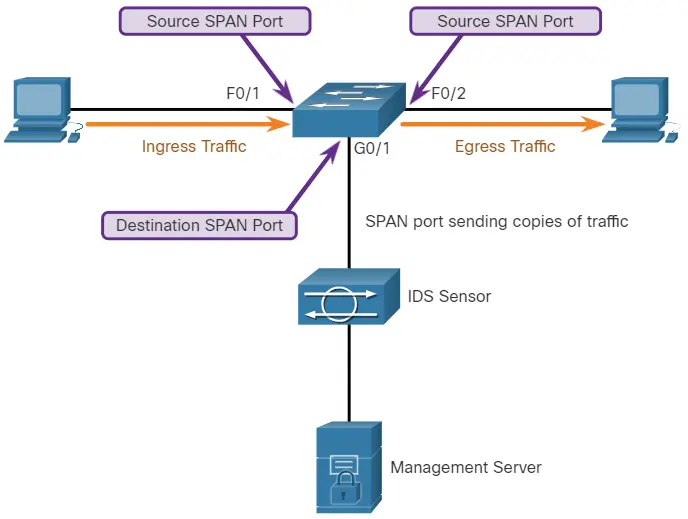 Source SPAN Port
Source SPAN Port
F0/1
F0/2
Ingress Traffic
G0/1
Egress Traffic
Destination SPAN Port
SPAN port sending copies of traffic
IDS Sensor
Management Server